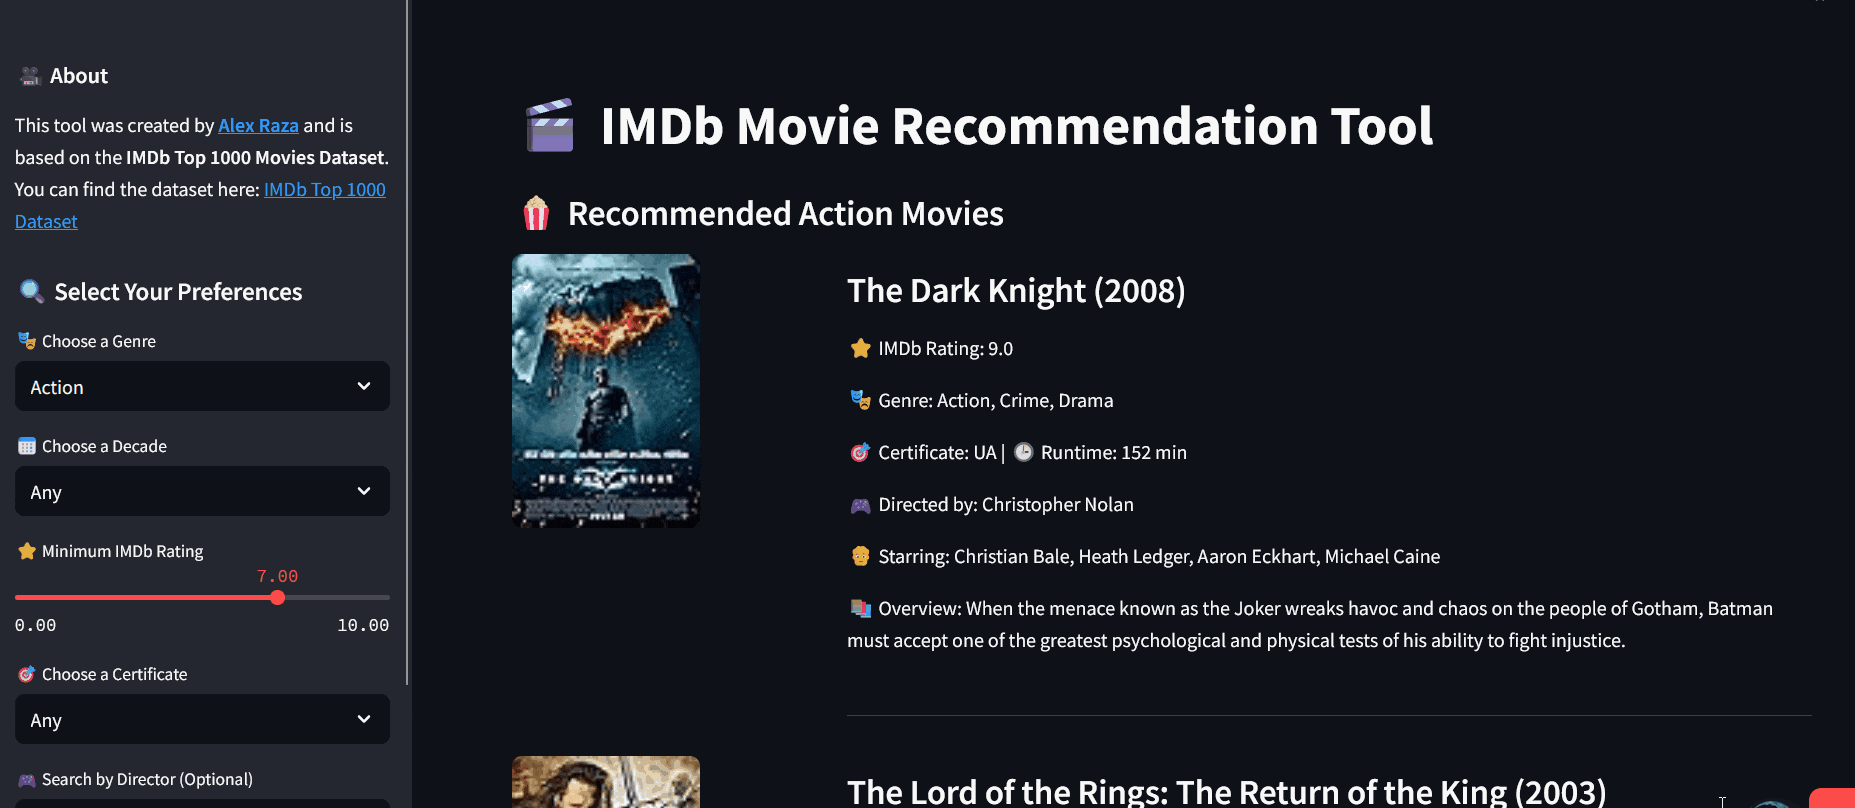 About
This tool was created by Alex Raza and is
based on the IMDb Top 1000 Movies Dataset.
You can find the dataset here: IMDb Top 1000
Dataset
Select Your Preferences
Choose a Genre
Action
Choose a Decade
Any
Minimum IMDb Rating
7.00
0.00 10.00
Choose a Certificate
Any
Search by Director (Optional)
IMDb Movie Recommendation Tool
Recommended Action Movies
THE DARK KNIGHT
The Dark Knight (2008)
IMDb Rating: 9.0
Genre: Action, Crime, Drama
Certificate: UA | Runtime: 152 min
Directed by: Christopher Nolan
Starring: Christian Bale, Heath Ledger, Aaron Eckhart, Michael Caine
Overview: When the menace known as the Joker wreaks havoc and chaos on the people of Gotham, Batman
must accept one of the greatest psychological and physical tests of his ability to fight injustice.
The Lord of the Rings: The Return of the King (2003)